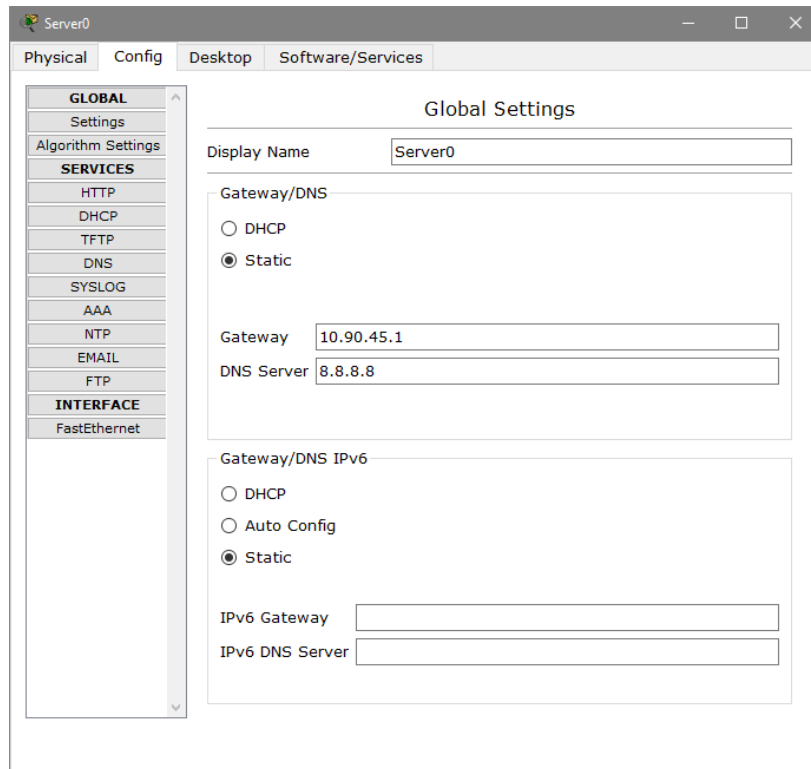 Server0
Physical Config Desktop Software/Services
GLOBAL
Settings
Algorithm Settings
SERVICES
HTTP
DHCP
TFTP
DNS
SYSLOG
AAA
NTP
EMAIL
FTP
INTERFACE
FastEthernet
Global Settings
Display Name Server0
Gateway/DNS
DHCP
Static
Gateway 10.90.45.1
DNS Server 8.8.8.8
Gateway/DNS IPv6
DHCP
Auto Config
Static
IPv6 Gateway
IPv6 DNS Server